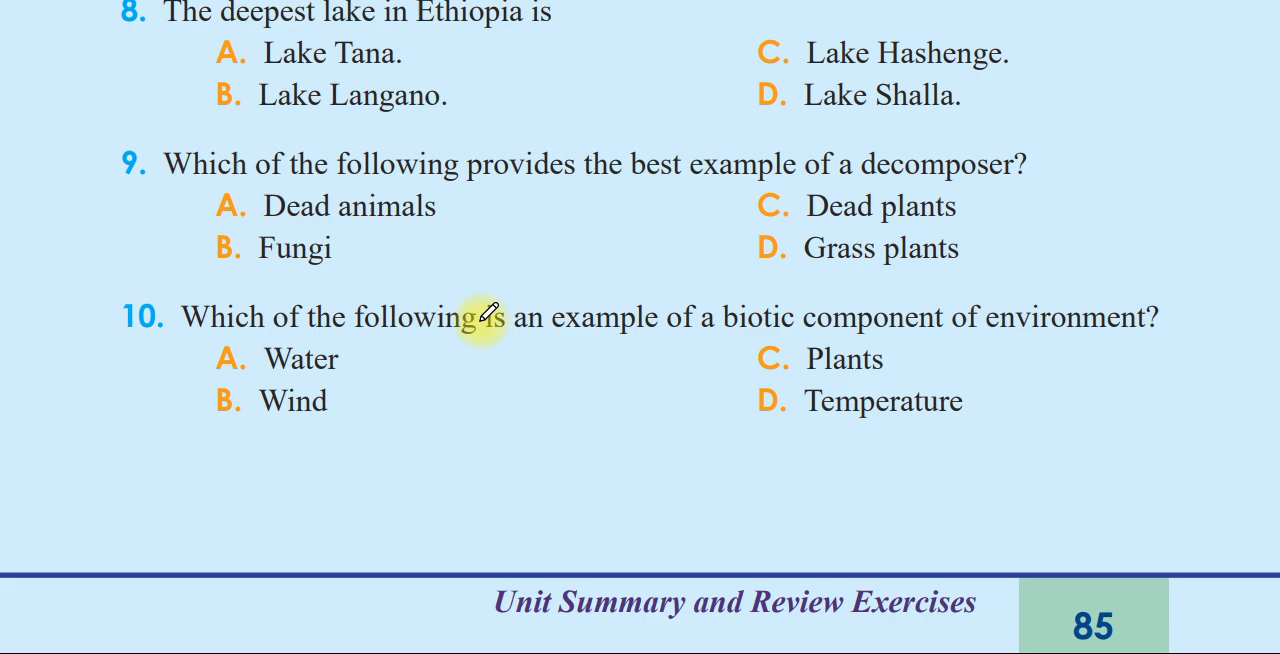 8. The deepest lake in Ethiopia is
A. Lake Tana. C. Lake Hashenge.
B. Lake Langano. D. Lake Shalla.
9. Which of the following provides the best example of a decomposer?
A. Dead animals C. Dead plants
B. Fungi D. Grass plants
10. Which of the following is an example of a biotic component of environment?
A. Water C. Plants
B. Wind D. Temperature
Unit Summary and Review Exercises 85